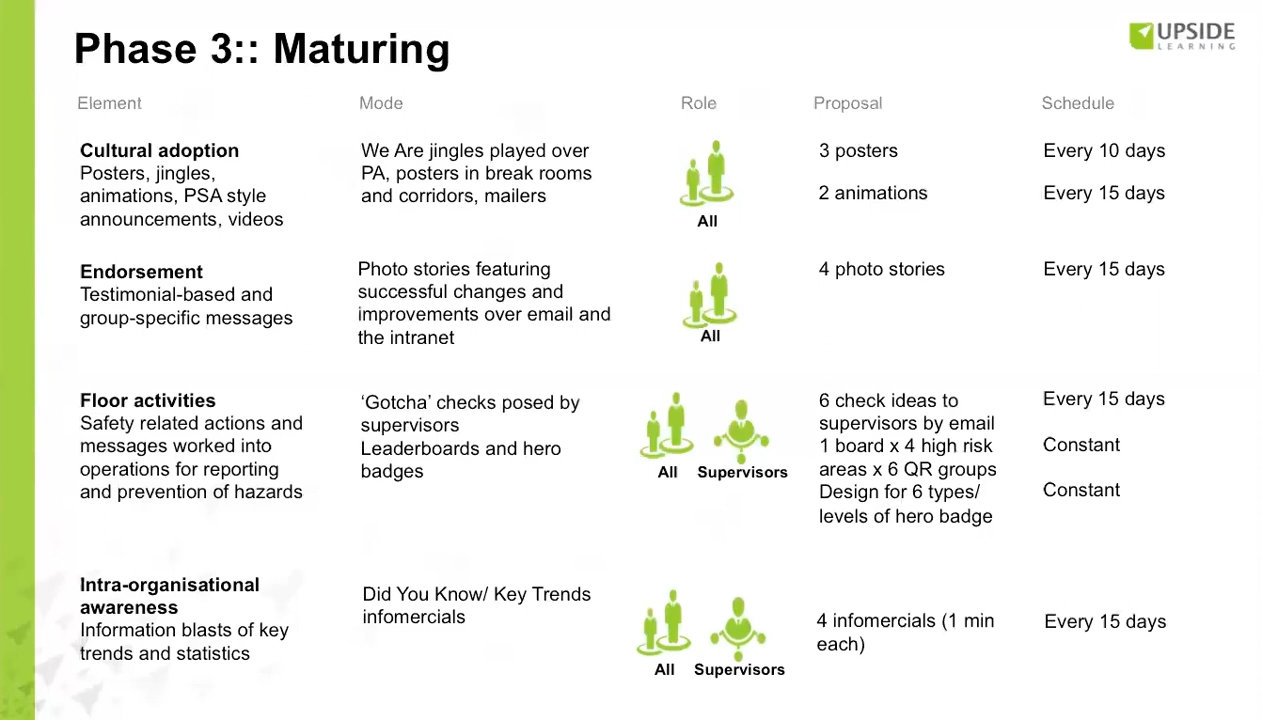 Phase 3:: Maturing
UPSIDE
LEARNING
Element
Mode
Role
Proposal
Schedule
Cultural adoption
Posters, jingles,
animations, PSA style
announcements, videos
We Are jingles played over
PA, posters in break rooms
and corridors, mailers
All
3 posters
2 animations
Every 10 days
Every 15 days
Endorsement
Testimonial-based and
group-specific messages
Photo stories featuring
successful changes and
improvements over email and
the intranet
All
4 photo stories
Every 15 days
Floor activities
Safety related actions and
messages worked into
operations for reporting
and prevention of hazards
‘Gotcha’ checks posed by
supervisors
Leaderboards and hero
badges
All
Supervisors
6 check ideas to
supervisors by email
1 board x 4 high risk
areas x 6 QR groups
Design for 6 types/
levels of hero badge
Every 15 days
Constant
Constant
Intra-organisational
awareness
Information blasts of key
trends and statistics
Did You Know/ Key Trends
infomercials
All
Supervisors
4 infomercials (1 min
each)
Every 15 days